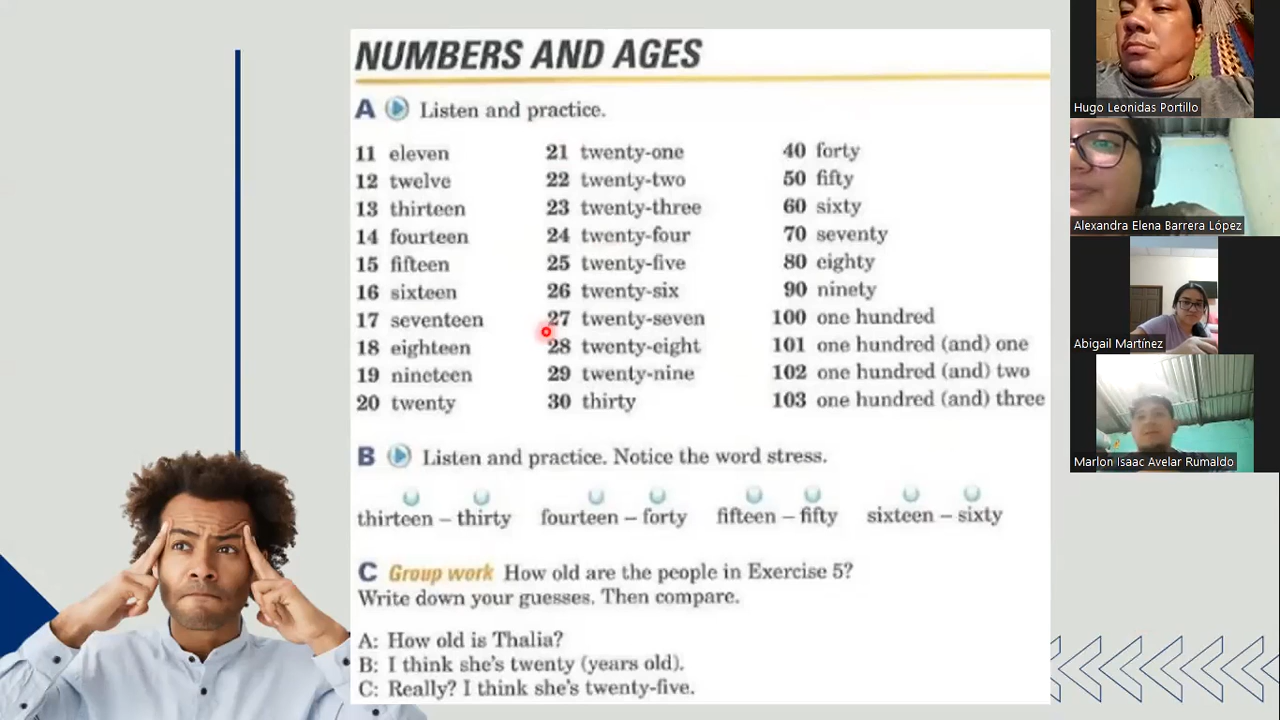 NUMBERS AND AGES
A Listen and practice.
11 eleven
12 twelve
13 thirteen
14 fourteen
15 fifteen
16 sixteen
17 seventeen
18 eighteen
19 nineteen
20 twenty
21 twenty-one
22 twenty-two
23 twenty-three
24 twenty-four
25 twenty-five
26 twenty-six
27 twenty-seven
28 twenty-eight
29 twenty-nine
30 thirty
40 forty
50 fifty
60 sixty
70 seventy
80 eighty
90 ninety
100 one hundred
101 one hundred (and) one
102 one hundred (and) two
103 one hundred (and) three
B Listen and practice. Notice the word stress.
thirteen – thirty fourteen – forty fifteen – fifty sixteen – sixty
C Group work How old are the people in Exercise 5?
Write down your guesses. Then compare.
A: How old is Thalia?
B: I think she's twenty (years old).
C: Really? I think she's twenty-five.
Hugo Leonidas Portillo
Alexandra Elena Barrera López
Abigail Martínez
Marlon Isaac Avelar Rumaldo